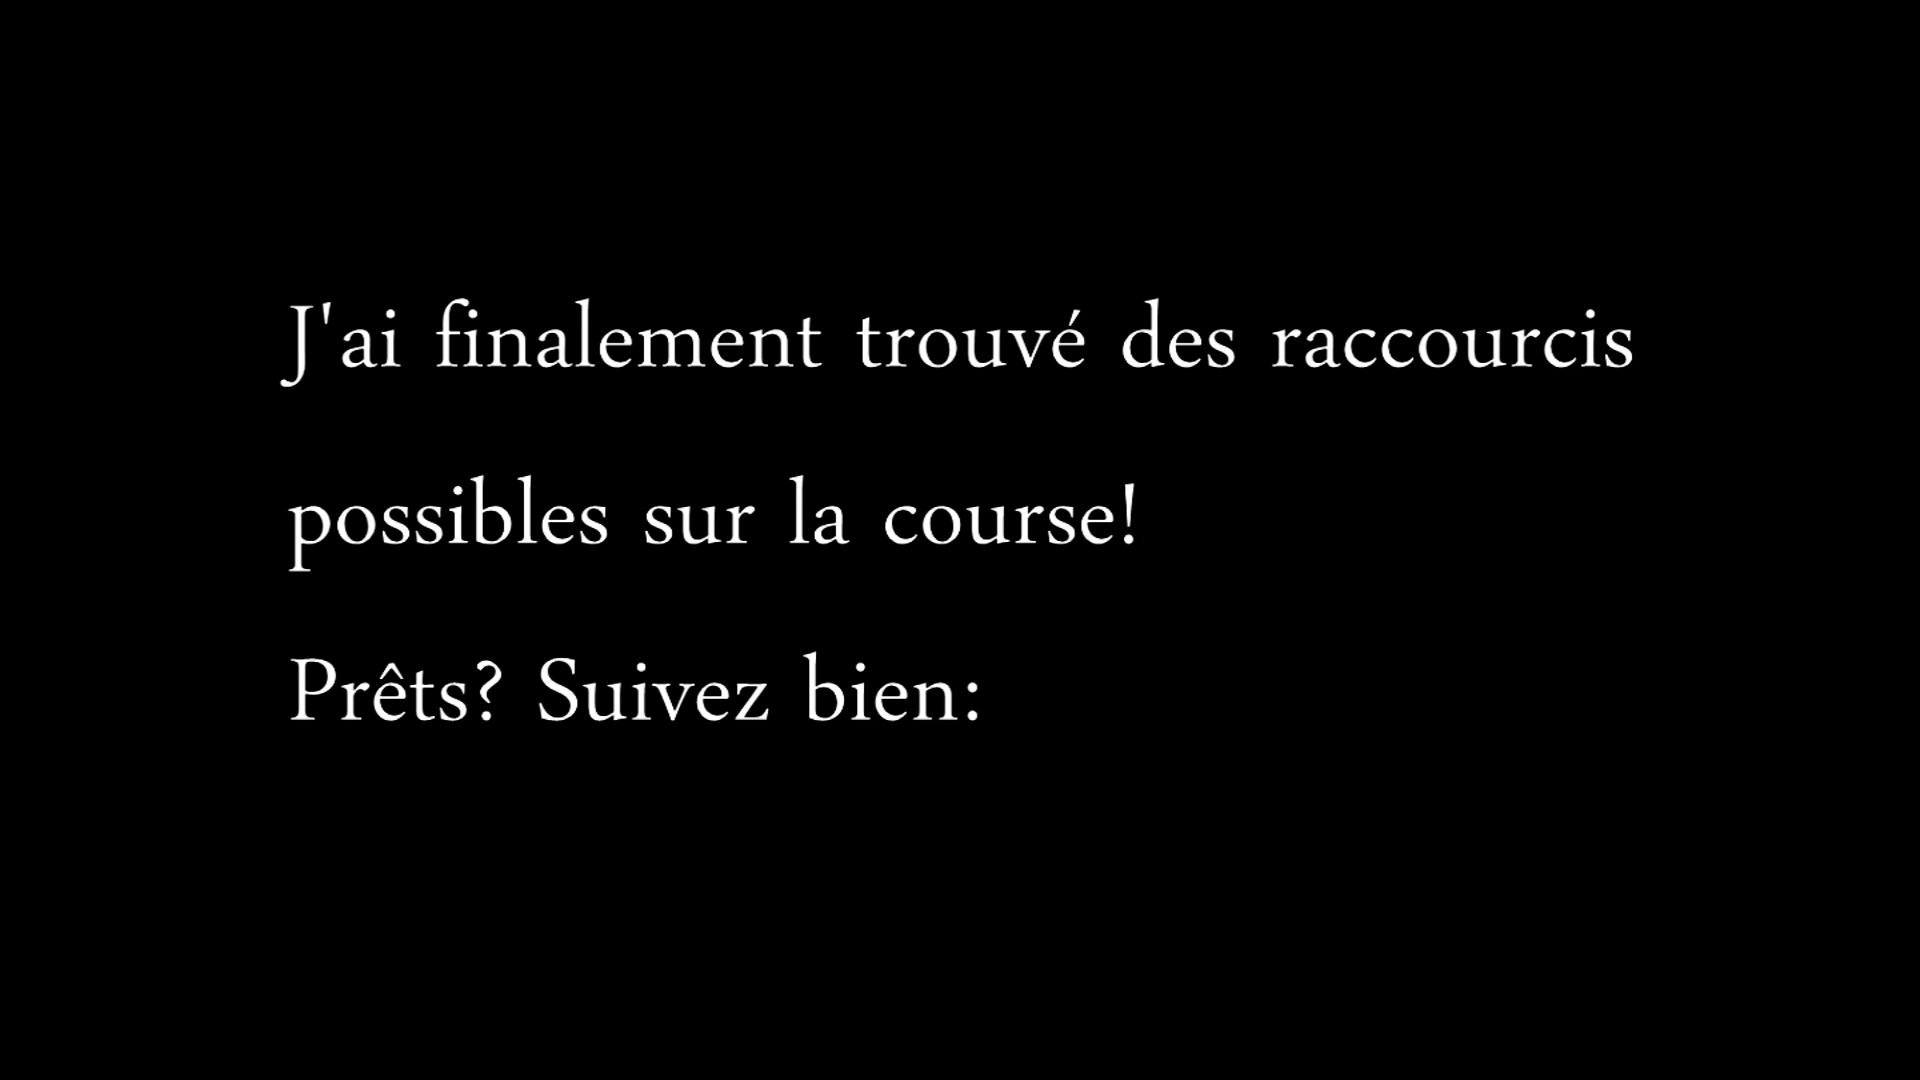 J'ai finalement trouvé des raccourcis
possibles sur la course!
Prêts? Suivez bien: